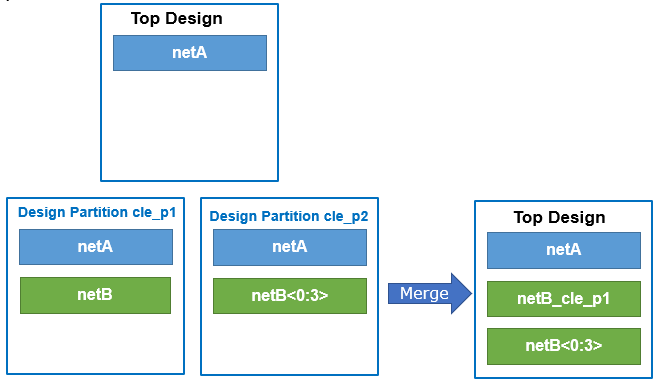 Top Design
netA
Design Partition cle_p1
netA
netB
Design Partition cle_p2
netA
netB<0:3>
Merge
Top Design
netA
netB_cle_p1
netB<0:3>